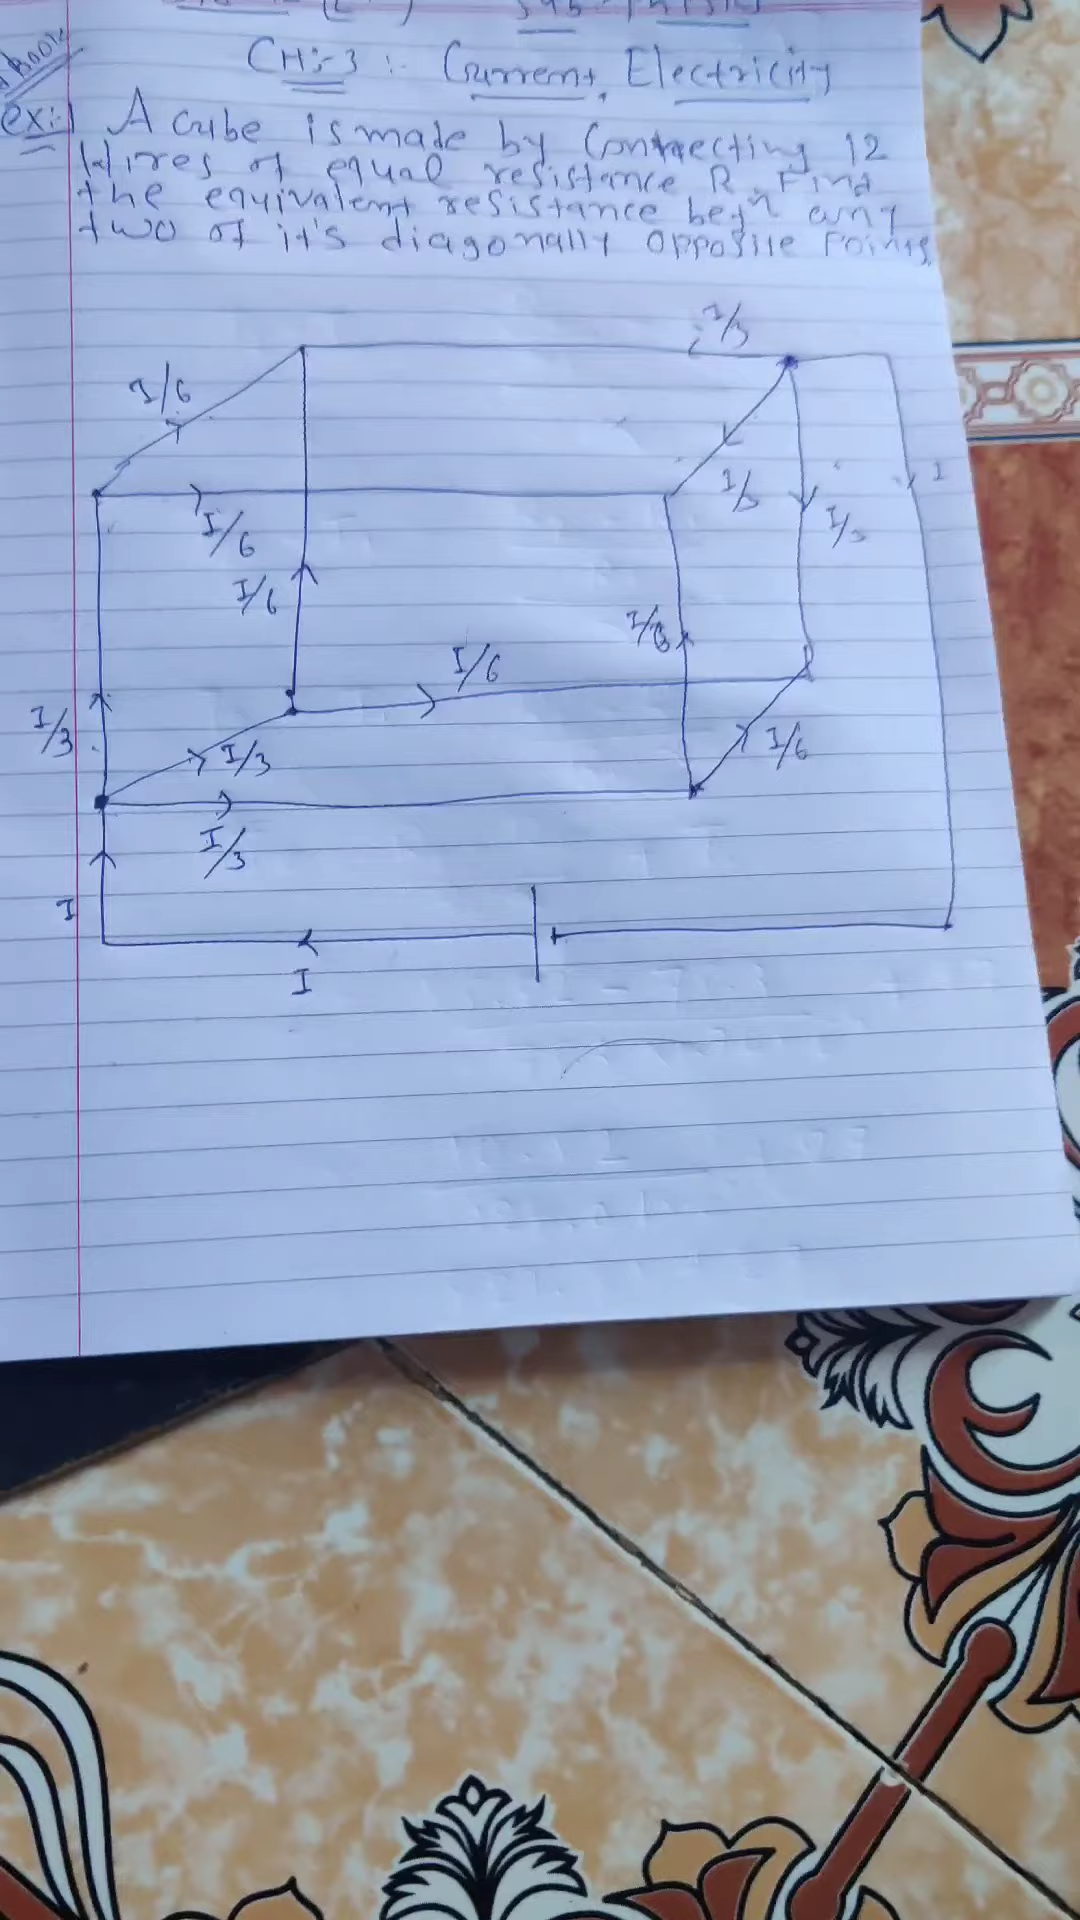 CH:-3 :- Current Electricity
Book
ex:- A cube is made by Connecting 12
Wires of equal resistance R. Find
the equivalent resistance betⁿ any
two of it's diagonally opposite Points.
I/3
I/6
I/3
I
I/6
I/3
I/6
I/6
I/6
I/3
I/6
I/3
I/3
I
I